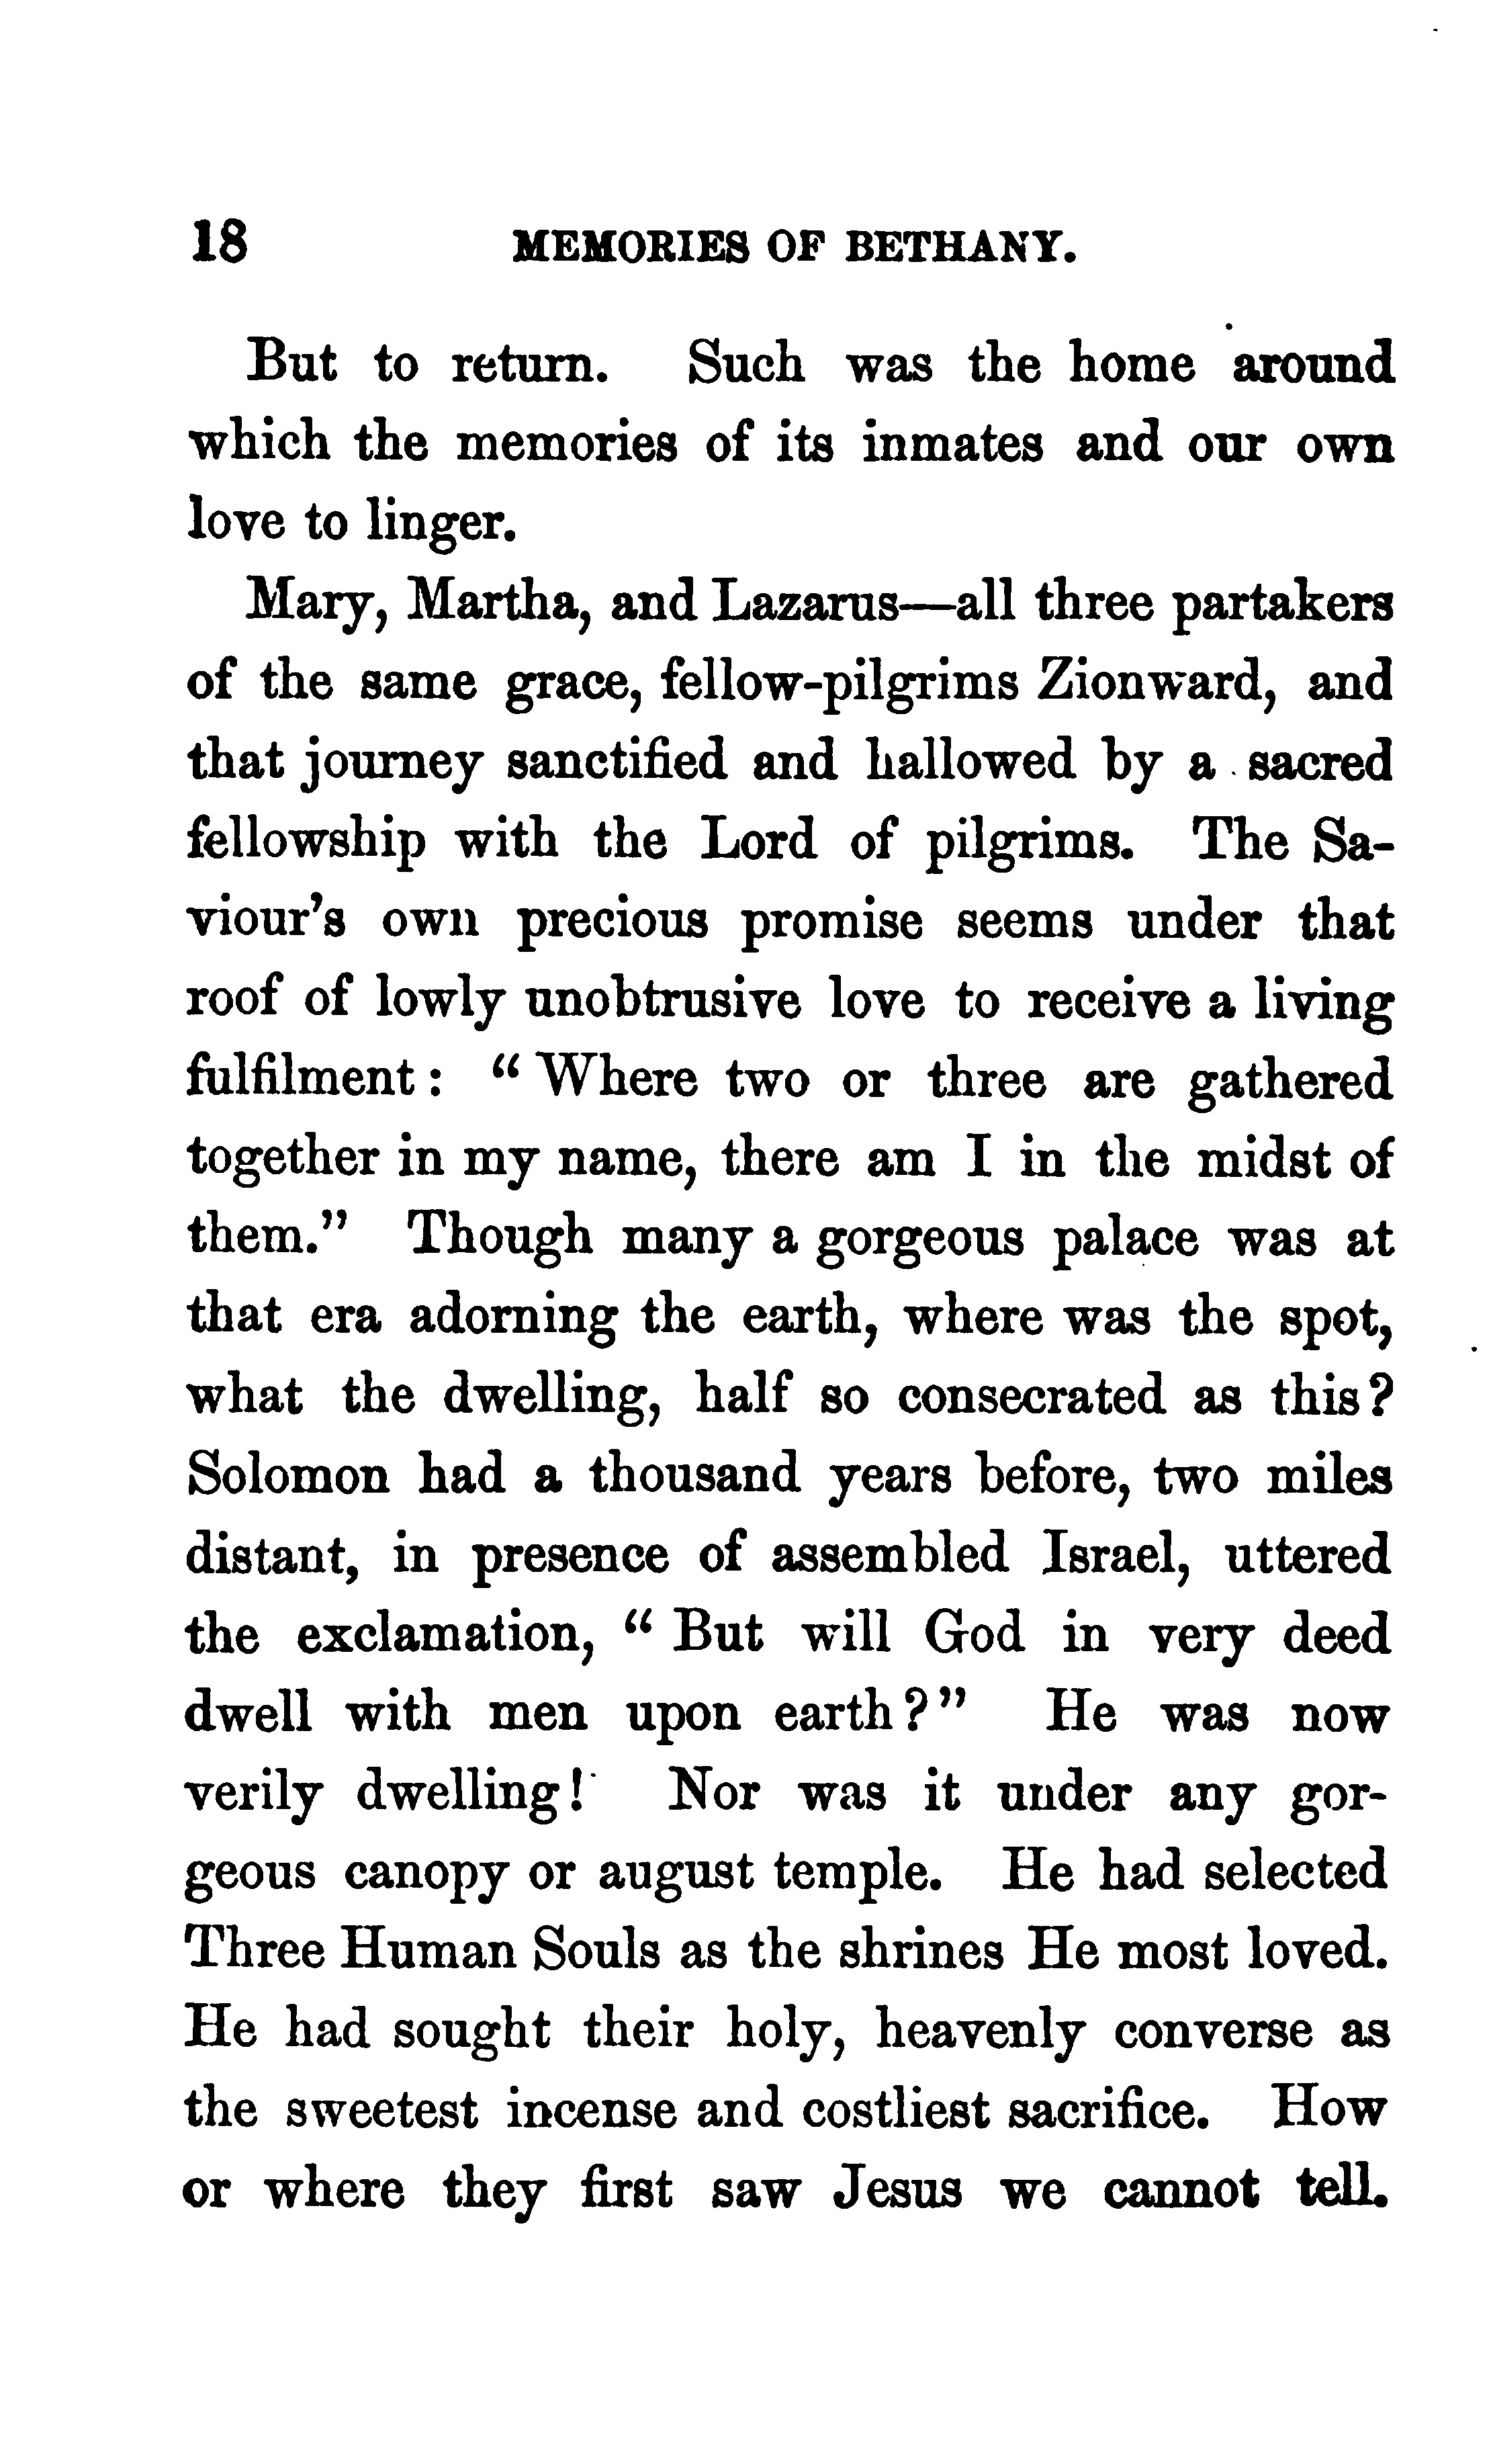 18 MEMORIES OF BETHANY.
But to return. Such was the home around
which the memories of its inmates and our own
love to linger.
Mary, Martha, and Lazarus—all three partakers
of the same grace, fellow-pilgrims Zionward, and
that journey sanctified and hallowed by a sacred
fellowship with the Lord of pilgrims. The Sa-
viour's own precious promise seems under that
roof of lowly unobtrusive love to receive a living
fulfilment: "Where two or three are gathered
together in my name, there am I in the midst of
them." Though many a gorgeous palace was at
that era adorning the earth, where was the spot,
what the dwelling, half so consecrated as this?
Solomon had a thousand years before, two miles
distant, in presence of assembled Israel, uttered
the exclamation, "But will God in very deed
dwell with men upon earth?" He was now
verily dwelling! Nor was it under any gor-
geous canopy or august temple. He had selected
Three Human Souls as the shrines He most loved.
He had sought their holy, heavenly converse as
the sweetest incense and costliest sacrifice. How
or where they first saw Jesus we cannot tell.